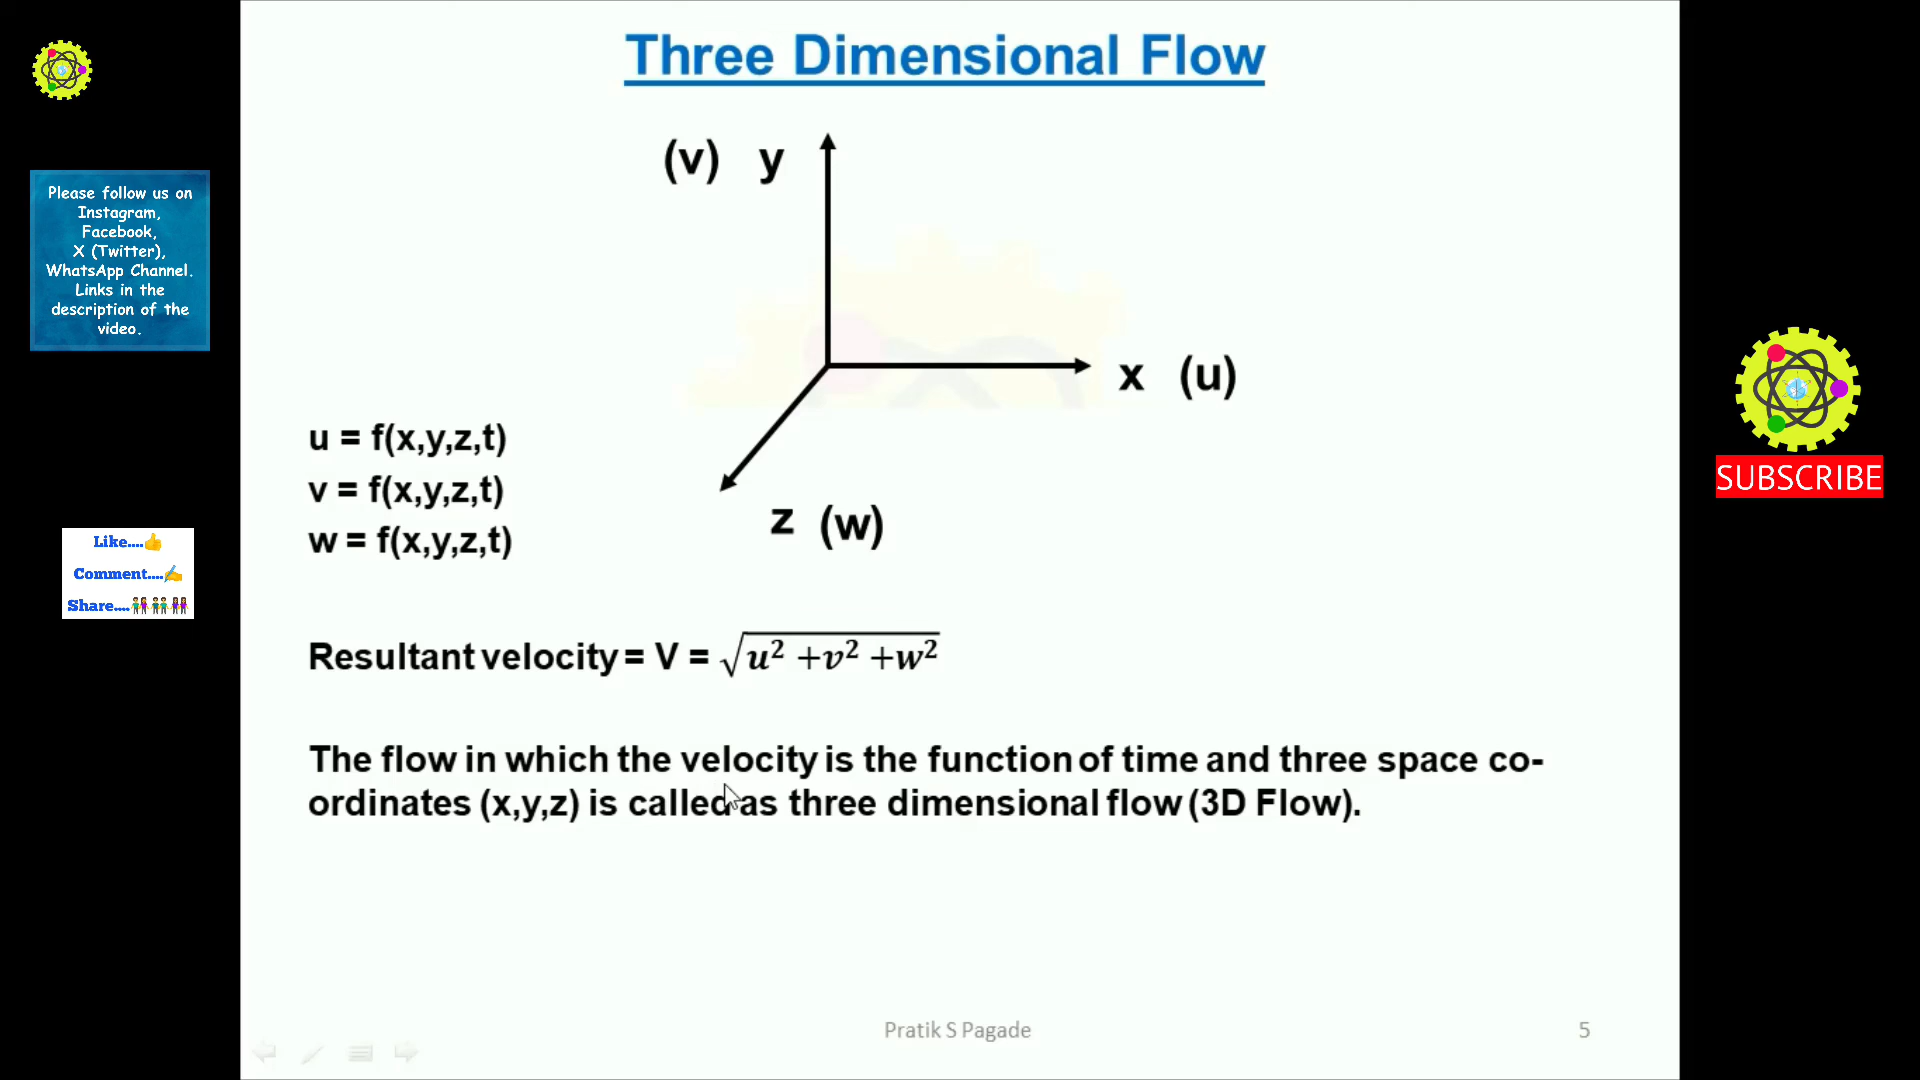 Three Dimensional Flow
(v) y
x (u)
z (w)
u = f(x,y,z,t)
v = f(x,y,z,t)
w = f(x,y,z,t)
Resultant velocity = V = √(u² +v² +w²)
The flow in which the velocity is the function of time and three space co-
ordinates (x,y,z) is called as three dimensional flow (3D Flow).
Pratik S Pagade
5
Please follow us on
Instagram,
Facebook,
X (Twitter),
WhatsApp Channel.
Links in the
description of the
video.
Like....👍
Comment....✍
Share....👫👬👭
SUBSCRIBE